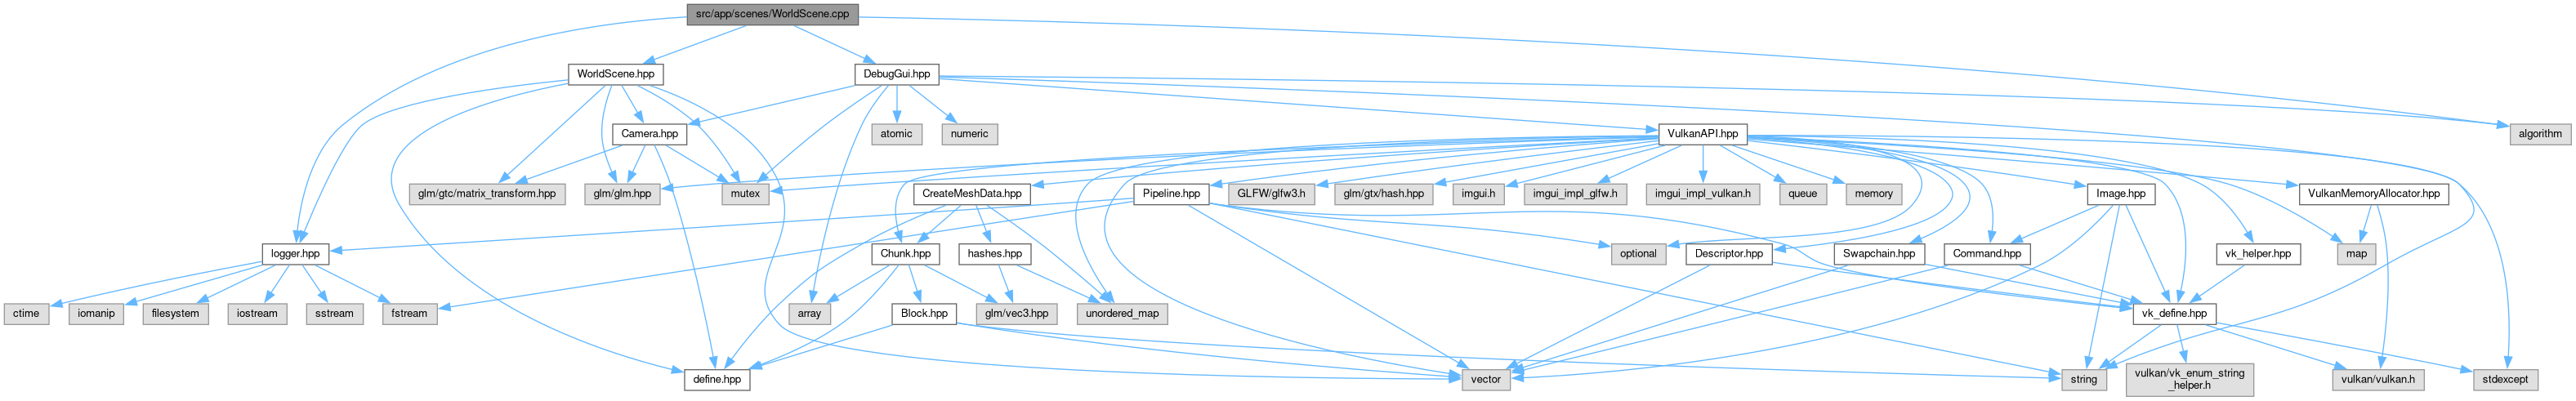 src/app/scenes/WorldScene.cpp
WorldScene.hpp
DebugGui.hpp
Camera.hpp
atomic
numeric
VulkanAPI.hpp
algorithm
glm/gtc/matrix_transform.hpp
glm/glm.hpp
mutex
CreateMeshData.hpp
Pipeline.hpp
GLFW/glfw3.h
glm/gtx/hash.hpp
imgui.h
imgui_impl_glfw.h
imgui_impl_vulkan.h
queue
memory
Image.hpp
VulkanMemoryAllocator.hpp
logger.hpp
Chunk.hpp
hashes.hpp
optional
Descriptor.hpp
Swapchain.hpp
Command.hpp
vk_helper.hpp
map
ctime
iomanip
filesystem
iostream
sstream
fstream
array
Block.hpp
glm/vec3.hpp
unordered_map
vk_define.hpp
define.hpp
vector
string
vulkan/vk_enum_string
_helper.h
vulkan/vulkan.h
stdexcept